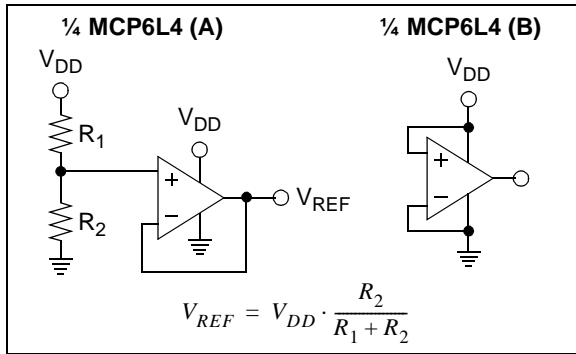 ¼ MCP6L4 (A)
¼ MCP6L4 (B)
V_DD
R_1
R_2
V_DD
+
−
V_REF
V_DD
+
−
V_REF = V_DD · R_2 / (R_1 + R_2)